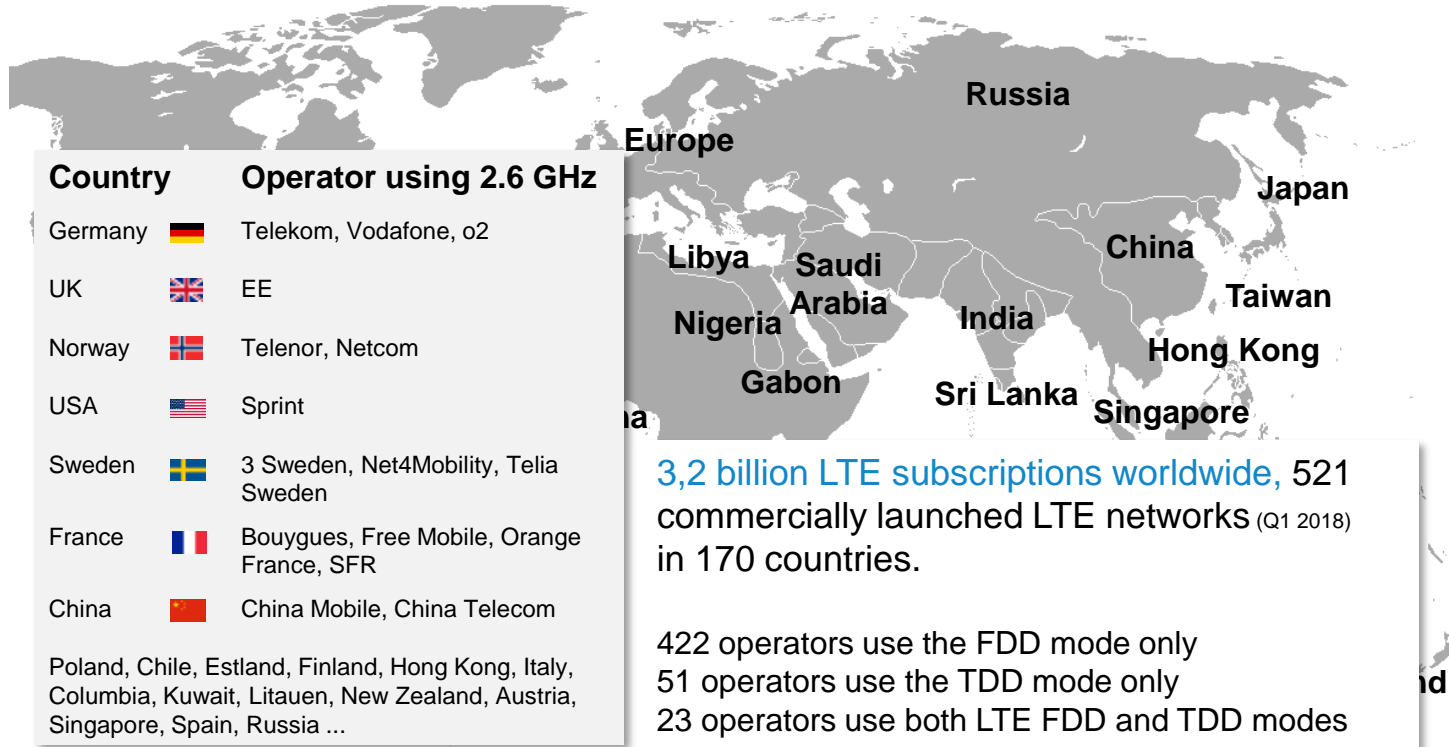 Russia
Europe
Japan
China
Libya
Saudi
Arabia
Taiwan
Nigeria
India
Hong Kong
Gabon
Sri Lanka
Singapore
Country Operator using 2.6 GHz
Germany Telekom, Vodafone, o2
UK EE
Norway Telenor, Netcom
USA Sprint
Sweden 3 Sweden, Net4Mobility, Telia
Sweden
France Bouygues, Free Mobile, Orange
France, SFR
China China Mobile, China Telecom
Poland, Chile, Estland, Finland, Hong Kong, Italy,
Columbia, Kuwait, Litauen, New Zealand, Austria,
Singapore, Spain, Russia ...
3,2 billion LTE subscriptions worldwide, 521
commercially launched LTE networks (Q1 2018)
in 170 countries.
422 operators use the FDD mode only
51 operators use the TDD mode only
23 operators use both LTE FDD and TDD modes